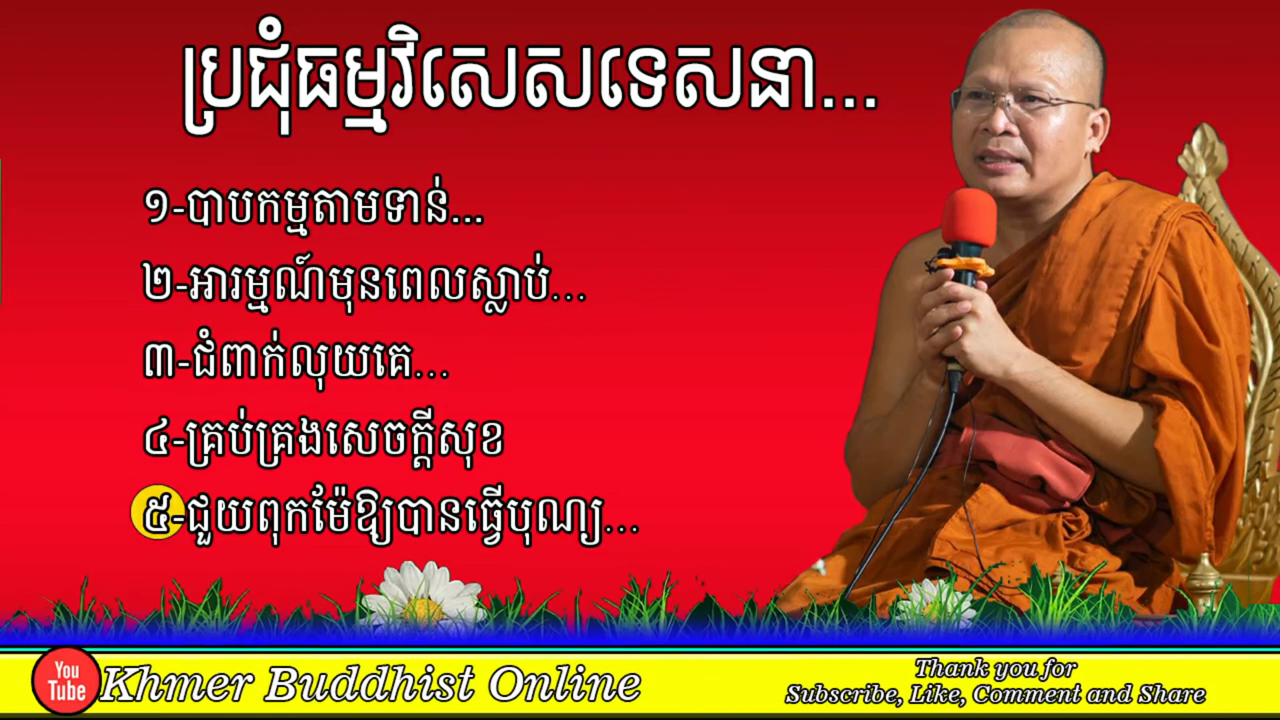 ប្រជុំធម្មវិសេសទេសនា...
១-បាបកម្មតាមទាន់...
២-អារម្មណ៍មុនពេលស្លាប់...
៣-ជំពាក់លុយគេ...
៤-គ្រប់គ្រងសេចក្តីសុខ
៥-ជួយពុកម៉ែឱ្យបានធ្វើបុណ្យ...
You
Tube
Khmer Buddhist Online
Thank you for
Subscribe, Like, Comment and Share